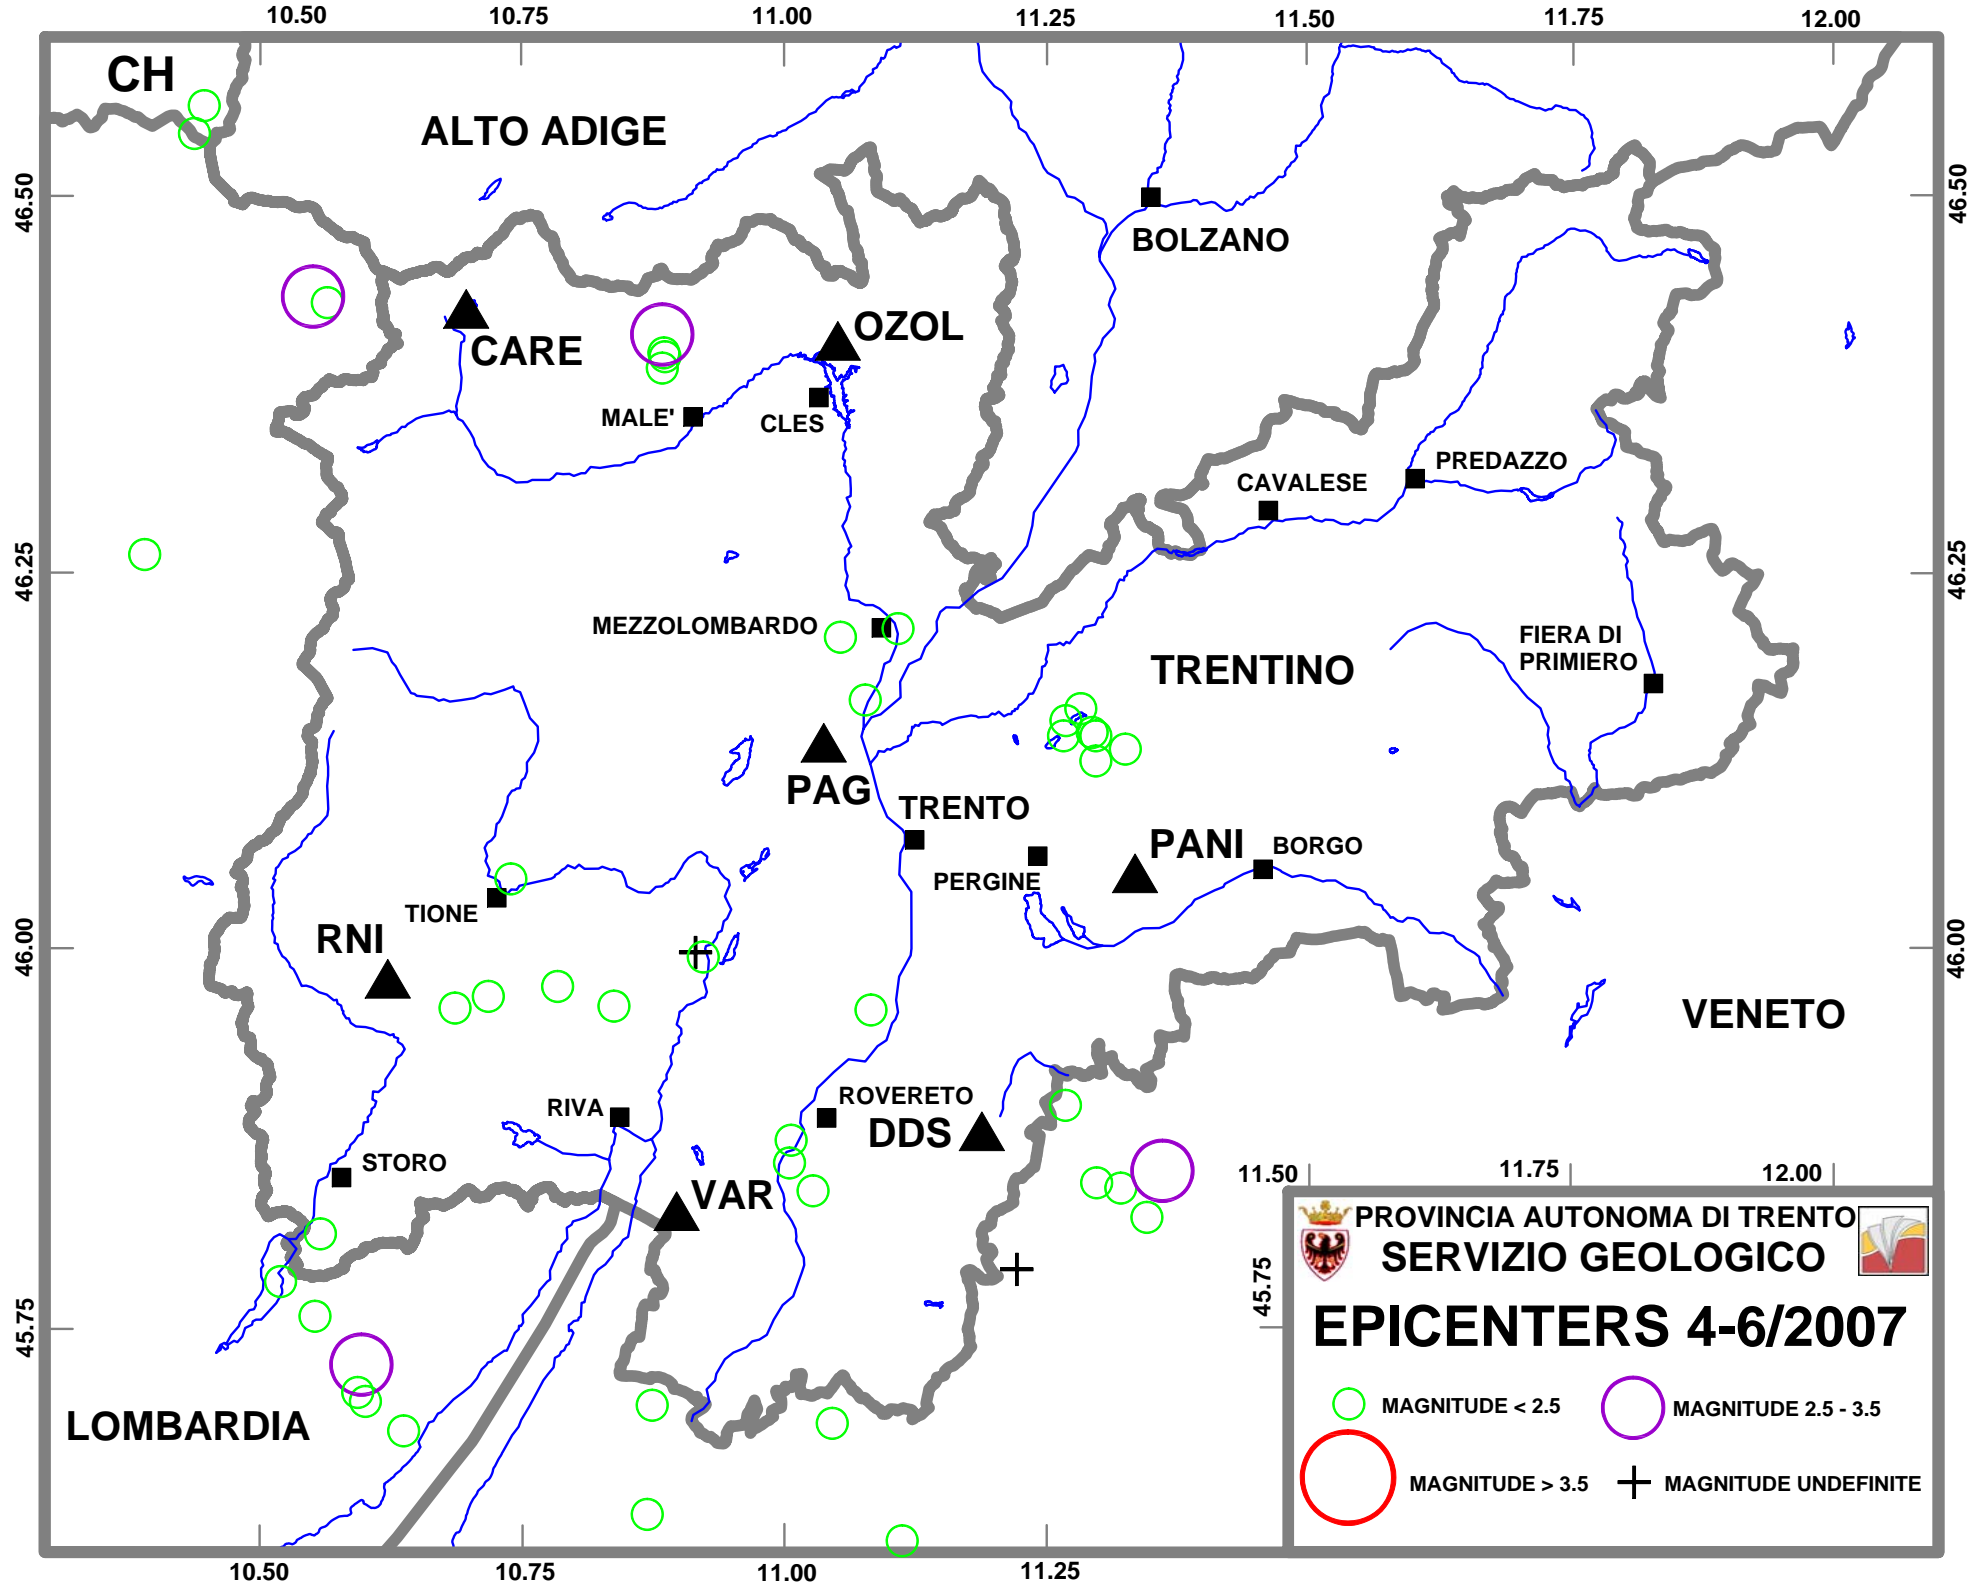 10.50 10.75 11.00 11.25 11.50 11.75 12.00
CH
ALTO ADIGE
46.50
46.50
BOLZANO
OZOL
CARE
MALE'
CLES
PREDAZZO
CAVALESE
46.25
46.25
MEZZOLOMBARDO
FIERA DI
PRIMIERO
TRENTINO
PAG
TRENTO
PANI
BORGO
PERGINE
TIONE
RNI
46.00
46.00
VENETO
RIVA
ROVERETO
DDS
STORO
VAR
11.50 11.75 12.00
PROVINCIA AUTONOMA DI TRENTO
SERVIZIO GEOLOGICO
45.75
45.75
EPICENTERS 4-6/2007
LOMBARDIA
MAGNITUDE < 2.5
MAGNITUDE 2.5 - 3.5
MAGNITUDE > 3.5
MAGNITUDE UNDEFINITE
10.50 10.75 11.00 11.25